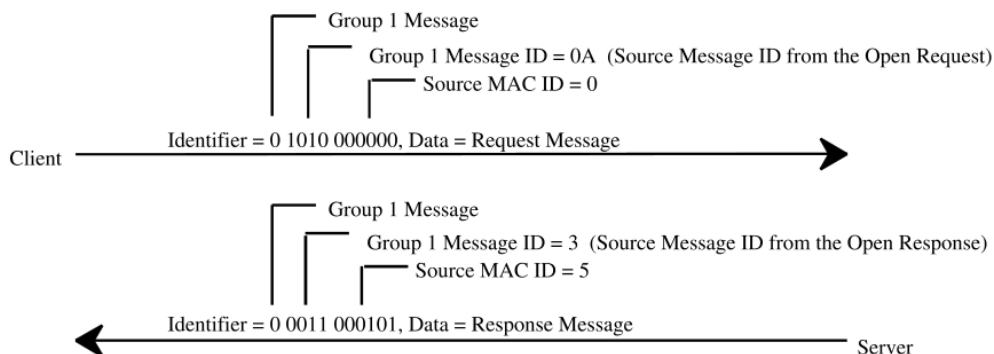 Group 1 Message
Group 1 Message ID = 0A (Source Message ID from the Open Request)
Source MAC ID = 0
Identifier = 0 1010 000000, Data = Request Message
Client
Group 1 Message
Group 1 Message ID = 3 (Source Message ID from the Open Response)
Source MAC ID = 5
Identifier = 0 0011 000101, Data = Response Message
Server